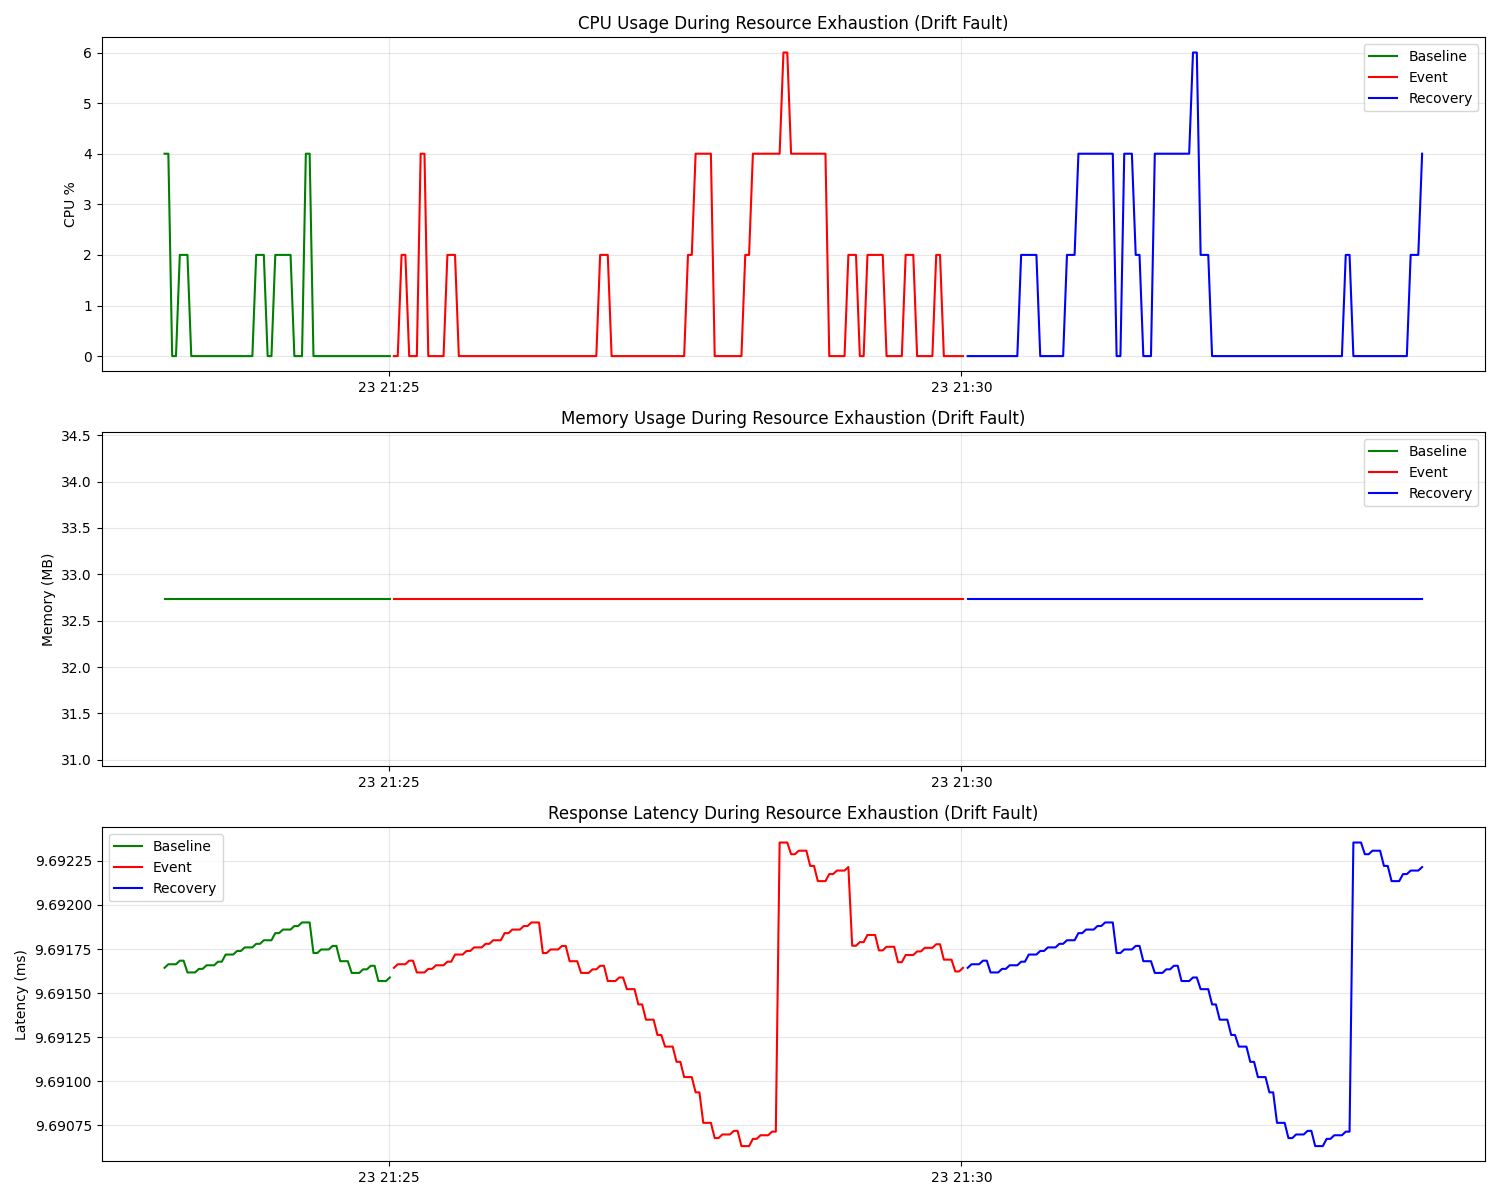 CPU Usage During Resource Exhaustion (Drift Fault)
CPU %
6
5
4
3
2
1
0
Baseline
Event
Recovery
23 21:25
23 21:30
Memory Usage During Resource Exhaustion (Drift Fault)
Memory (MB)
34.5
34.0
33.5
33.0
32.5
32.0
31.5
31.0
Baseline
Event
Recovery
23 21:25
23 21:30
Response Latency During Resource Exhaustion (Drift Fault)
Latency (ms)
9.69225
9.69200
9.69175
9.69150
9.69125
9.69100
9.69075
Baseline
Event
Recovery
23 21:25
23 21:30